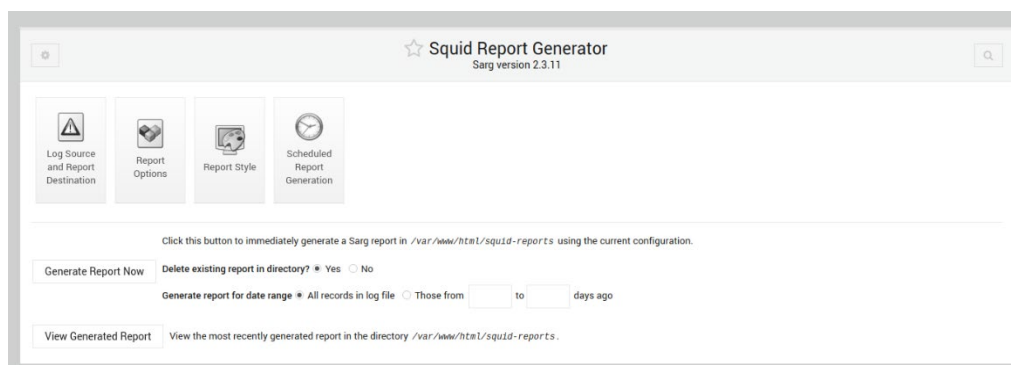 Squid Report Generator
Sarg version 2.3.11
Log Source
and Report
Destination
Report
Options
Report Style
Scheduled
Report
Generation
Click this button to immediately generate a Sarg report in /var/www/html/squid-reports using the current configuration.
Generate Report Now
Delete existing report in directory? Yes No
Generate report for date range All records in log file Those from to days ago
View Generated Report
View the most recently generated report in the directory /var/www/html/squid-reports.